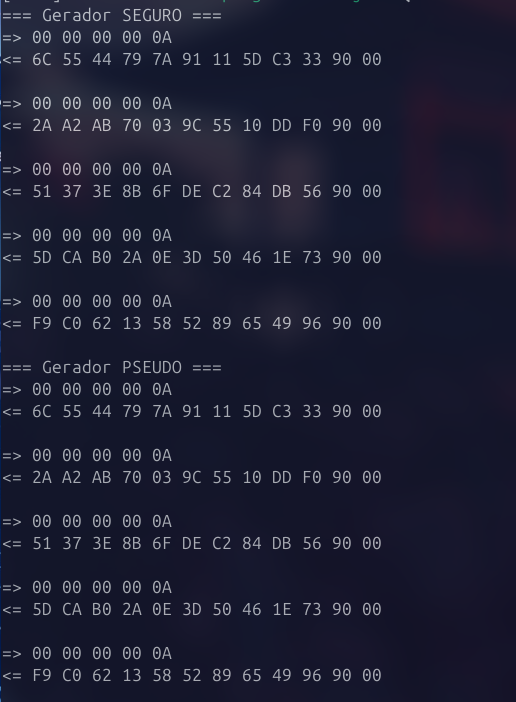 === Gerador SEGURO ===
=> 00 00 00 00 0A
<= 6C 55 44 79 7A 91 11 5D C3 33 90 00
=> 00 00 00 00 0A
<= 2A A2 AB 70 03 9C 55 10 DD F0 90 00
=> 00 00 00 00 0A
<= 51 37 3E 8B 6F DE C2 84 DB 56 90 00
=> 00 00 00 00 0A
<= 5D CA B0 2A 0E 3D 50 46 1E 73 90 00
=> 00 00 00 00 0A
<= F9 C0 62 13 58 52 89 65 49 96 90 00
=== Gerador PSEUDO ===
=> 00 00 00 00 0A
<= 6C 55 44 79 7A 91 11 5D C3 33 90 00
=> 00 00 00 00 0A
<= 2A A2 AB 70 03 9C 55 10 DD F0 90 00
=> 00 00 00 00 0A
<= 51 37 3E 8B 6F DE C2 84 DB 56 90 00
=> 00 00 00 00 0A
<= 5D CA B0 2A 0E 3D 50 46 1E 73 90 00
=> 00 00 00 00 0A
<= F9 C0 62 13 58 52 89 65 49 96 90 00